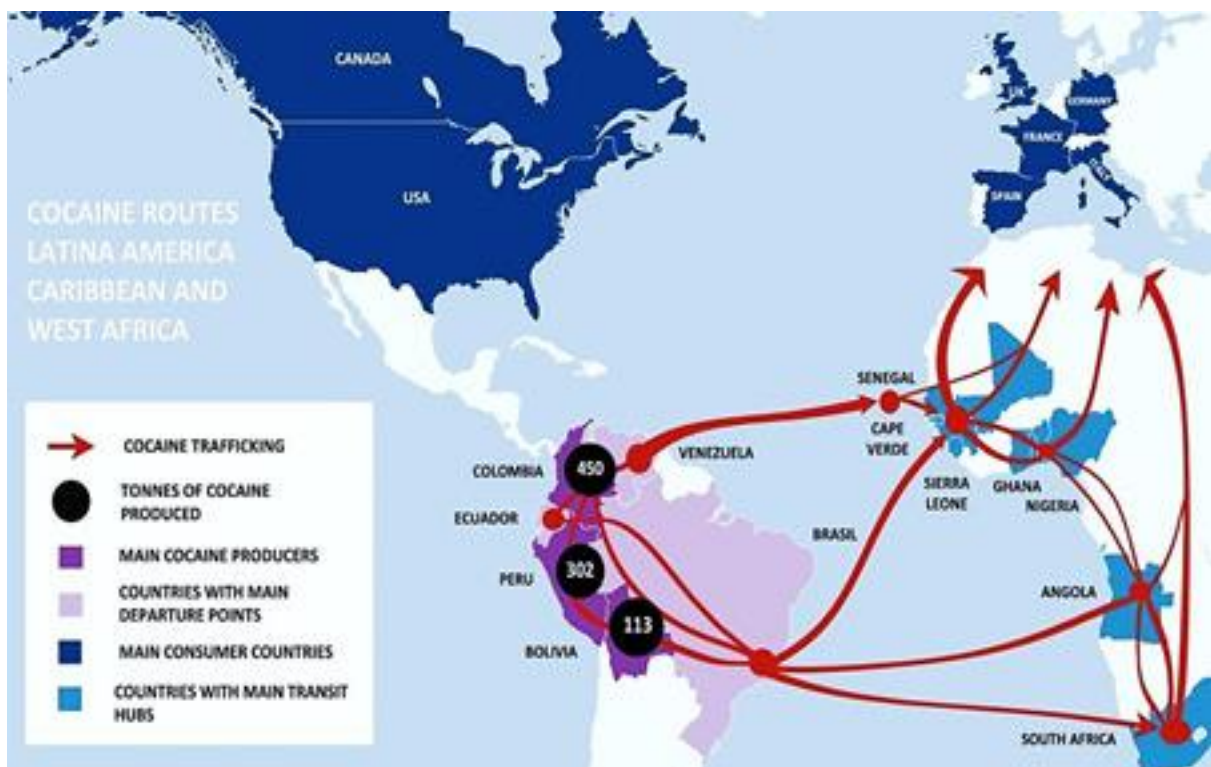 CANADA
USA
UK
GERMANY
FRANCE
ITALY
SPAIN
COCAINE ROUTES
LATINA AMERICA
CARIBBEAN AND
WEST AFRICA
COCAINE TRAFFICKING
TONNES OF COCAINE
PRODUCED
MAIN COCAINE PRODUCERS
COUNTRIES WITH MAIN
DEPARTURE POINTS
MAIN CONSUMER COUNTRIES
COUNTRIES WITH MAIN TRANSIT
HUBS
COLOMBIA
450
VENEZUELA
ECUADOR
PERU
302
BOLIVIA
113
BRASIL
SENEGAL
CAPE
VERDE
SIERRA
LEONE
GHANA
NIGERIA
ANGOLA
SOUTH AFRICA